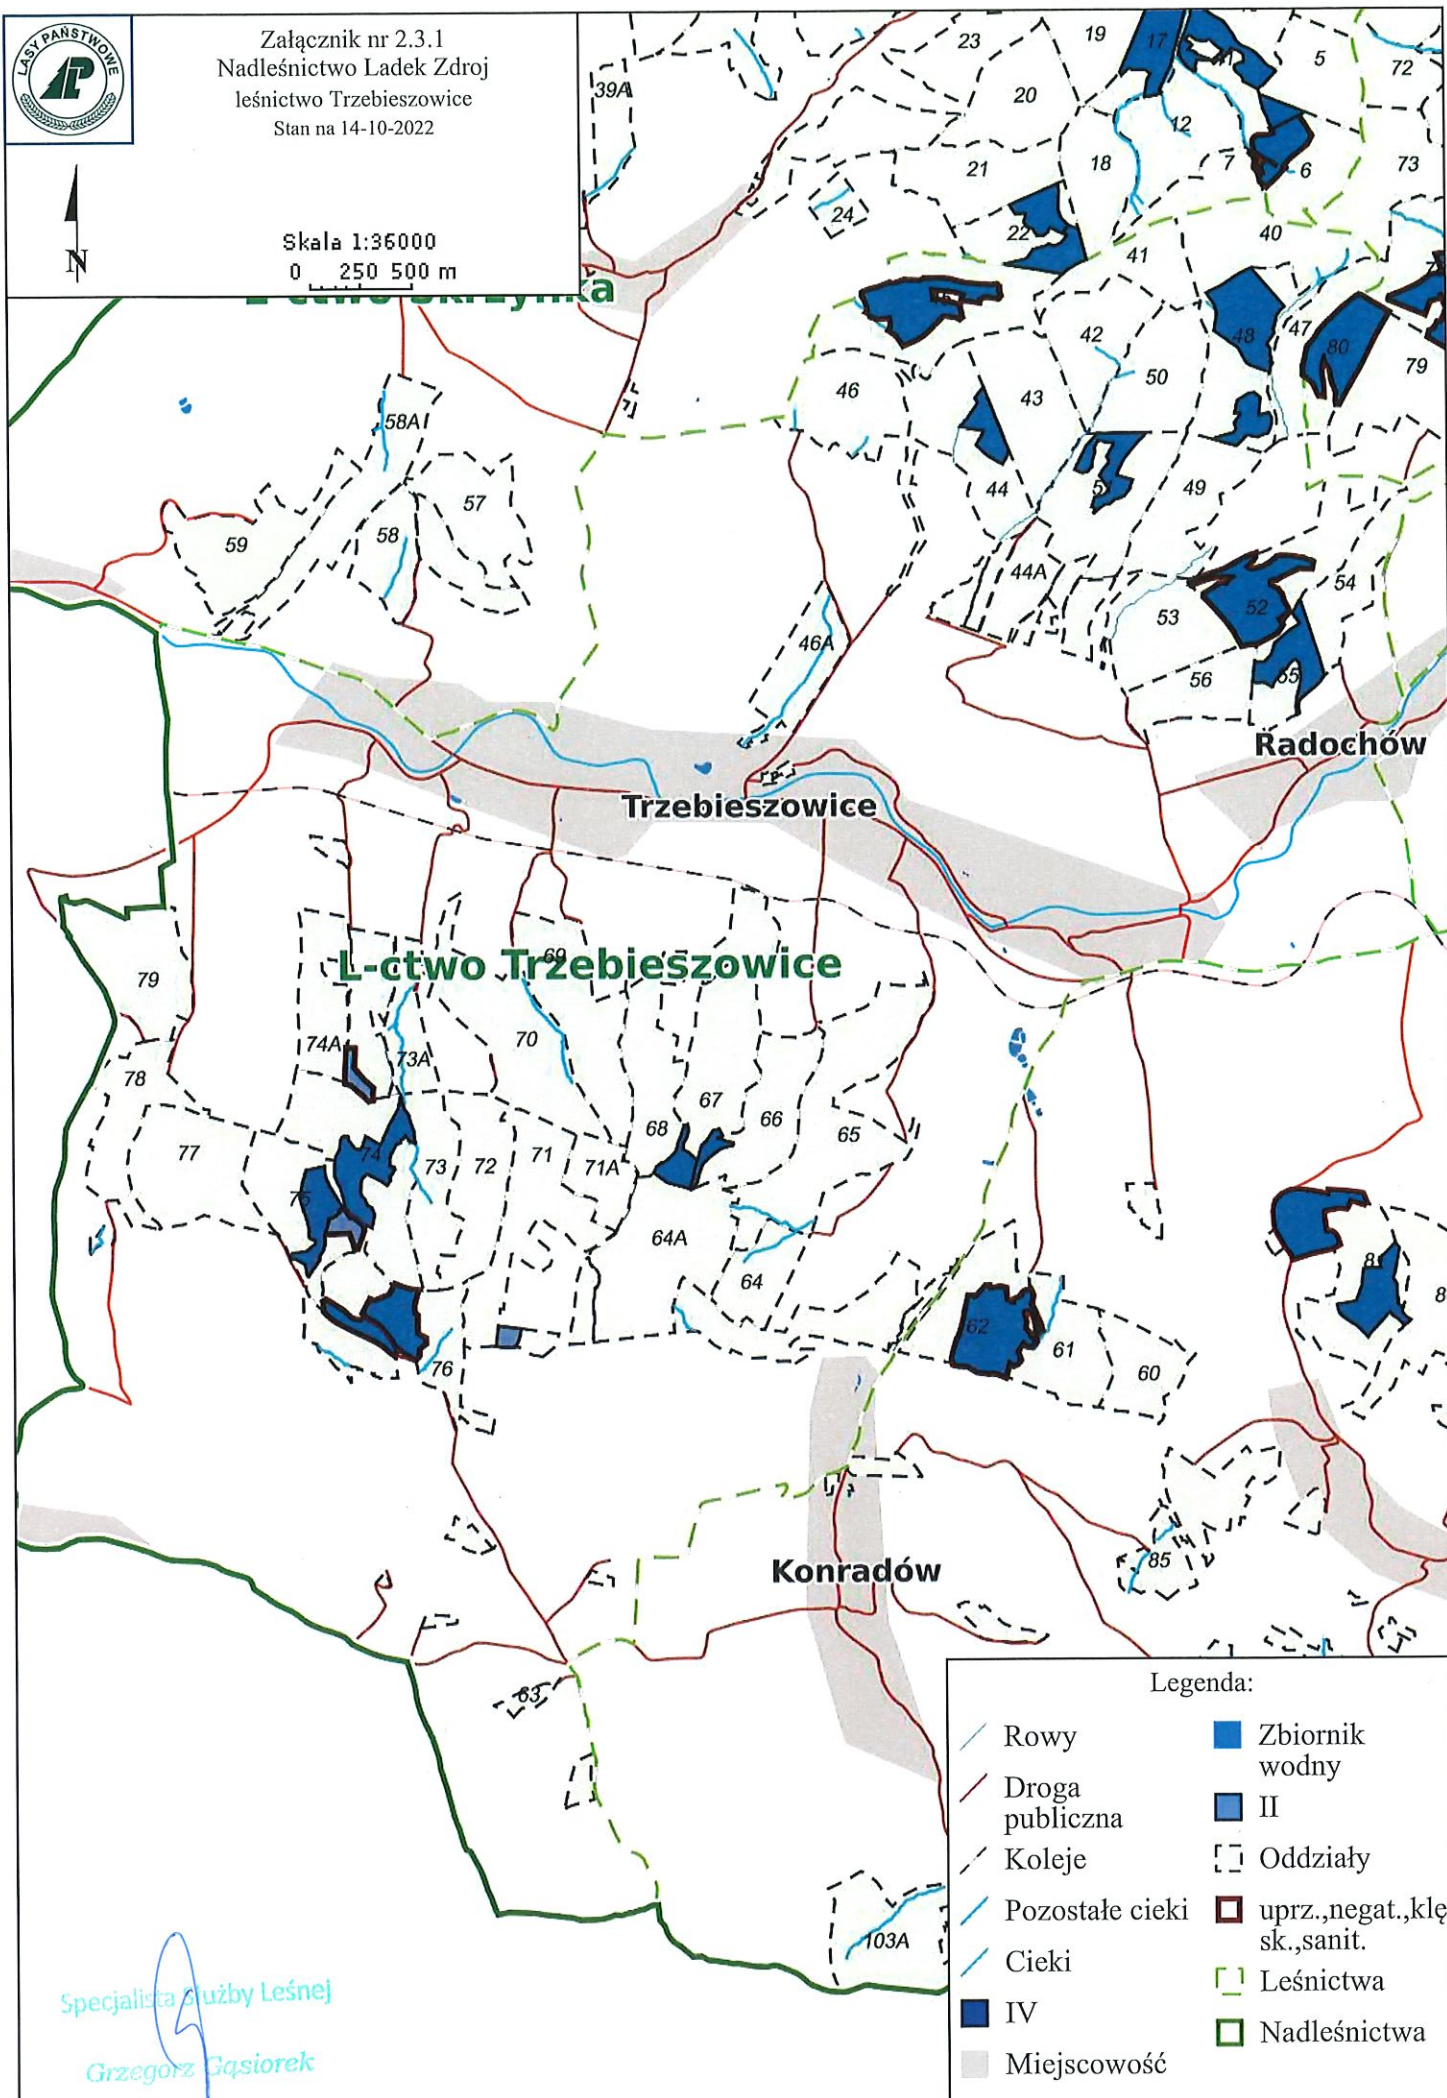 LASY PAŃSTWOWE
Załącznik nr 2.3.1
Nadleśnictwo Ladek Zdroj
leśnictwo Trzebieszowice
Stan na 14-10-2022
N
Skala 1:36000
0 250 500 m
39A
23
19
17
5
72
20
12
21
18
7
6
73
24
22
41
40
42
48
47
80
46
43
50
79
58A
57
44
49
59
58
44A
54
53
52
46A
56
55
Radochów
Trzebieszowice
69
L-ctwo Trzebieszowice
79
74A
73A
70
78
67
66
68
65
77
74
73
72
71
71A
75
64A
64
62
61
60
76
85
Konradów
63
103A
Legenda:
Rowy
Droga
publiczna
Koleje
Pozostałe cieki
Cieki
IV
Miejscowość
Zbiornik
wodny
II
Oddziały
uprz.,negat.,klę
sk.,sanit.
Leśnictwa
Nadleśnictwa
Specjalista Służby Leśnej
Grzegorz Gąsiorek